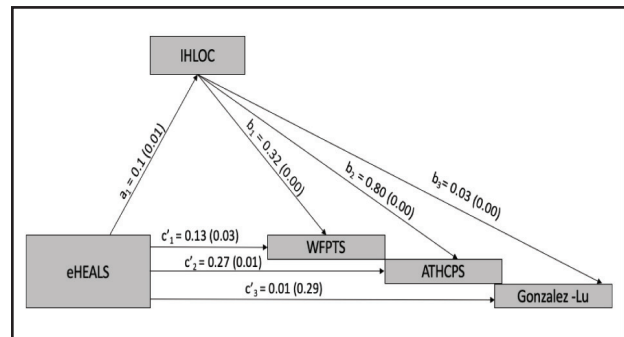 IHLOC
a₁ = 0.1 (0.01)
b₁ = 0.32 (0.00)
b₂ = 0.80 (0.00)
b₃ = 0.03 (0.00)
c'₁ = 0.13 (0.03)
WFPTS
eHEALS
c'₂ = 0.27 (0.01)
ATHCPS
c'₃ = 0.01 (0.29)
Gonzalez -Lu